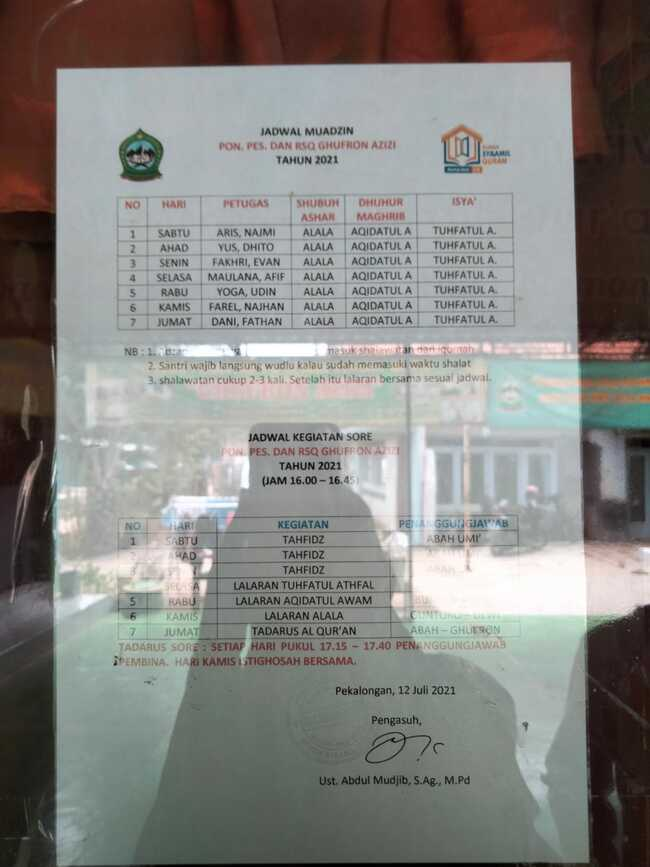 JADWAL MUADZIN
PON. PES. DAN RSQ GHUFRON AZIZI
TAHUN 2021
QURAN
NO HARI PETUGAS SHUBUH ASHAR DHUHUR MAGHRIB ISYA'
1 SABTU ARIS, NAJMI ALALA AQIDATUL A TUHFATUL A.
2 AHAD YUS, DHITO ALALA AQIDATUL A TUHFATUL A.
3 SENIN FAKHRI, EVAN ALALA AQIDATUL A TUHFATUL A.
4 SELASA MAULANA, AFIF ALALA AQIDATUL A TUHFATUL A.
5 RABU YOGA, UDIN ALALA AQIDATUL A TUHFATUL A.
6 KAMIS FAREL, NAJHAN ALALA AQIDATUL A TUHFATUL A.
7 JUMAT DANI, FATHAN ALALA AQIDATUL A TUHFATUL A.
NB : 1. masuk shalawatan dan iqomah
2. Santri wajib langsung wudlu kalau sudah memasuki waktu shalat
3. shalawatan cukup 2-3 kali. Setelah itu lalaran bersama sesuai jadwal.
JADWAL KEGIATAN SORE
PON. PES. DAN RSQ GHUFRON AZIZI
TAHUN 2021
(JAM 16.00 – 16.45)
NO HARI KEGIATAN PENANGGUNGJAWAB
1 SABTU TAHFIDZ ABAH UMI'
2 AHAD TAHFIDZ
3 TAHFIDZ
SELASA LALARAN TUHFATUL ATHFAL
5 RABU LALARAN AQIDATUL AWAM
6 KAMIS LALARAN ALALA
7 JUMAT TADARUS AL QUR'AN ABAH – GHUFRON
TADARUS SORE : SETIAP HARI PUKUL 17.15 – 17.40 PENANGGUNGJAWAB
PEMBINA. HARI KAMIS ISTIGHOSAH BERSAMA.
Pekalongan, 12 Juli 2021
Pengasuh,
Ust. Abdul Mudjib, S.Ag., M.Pd